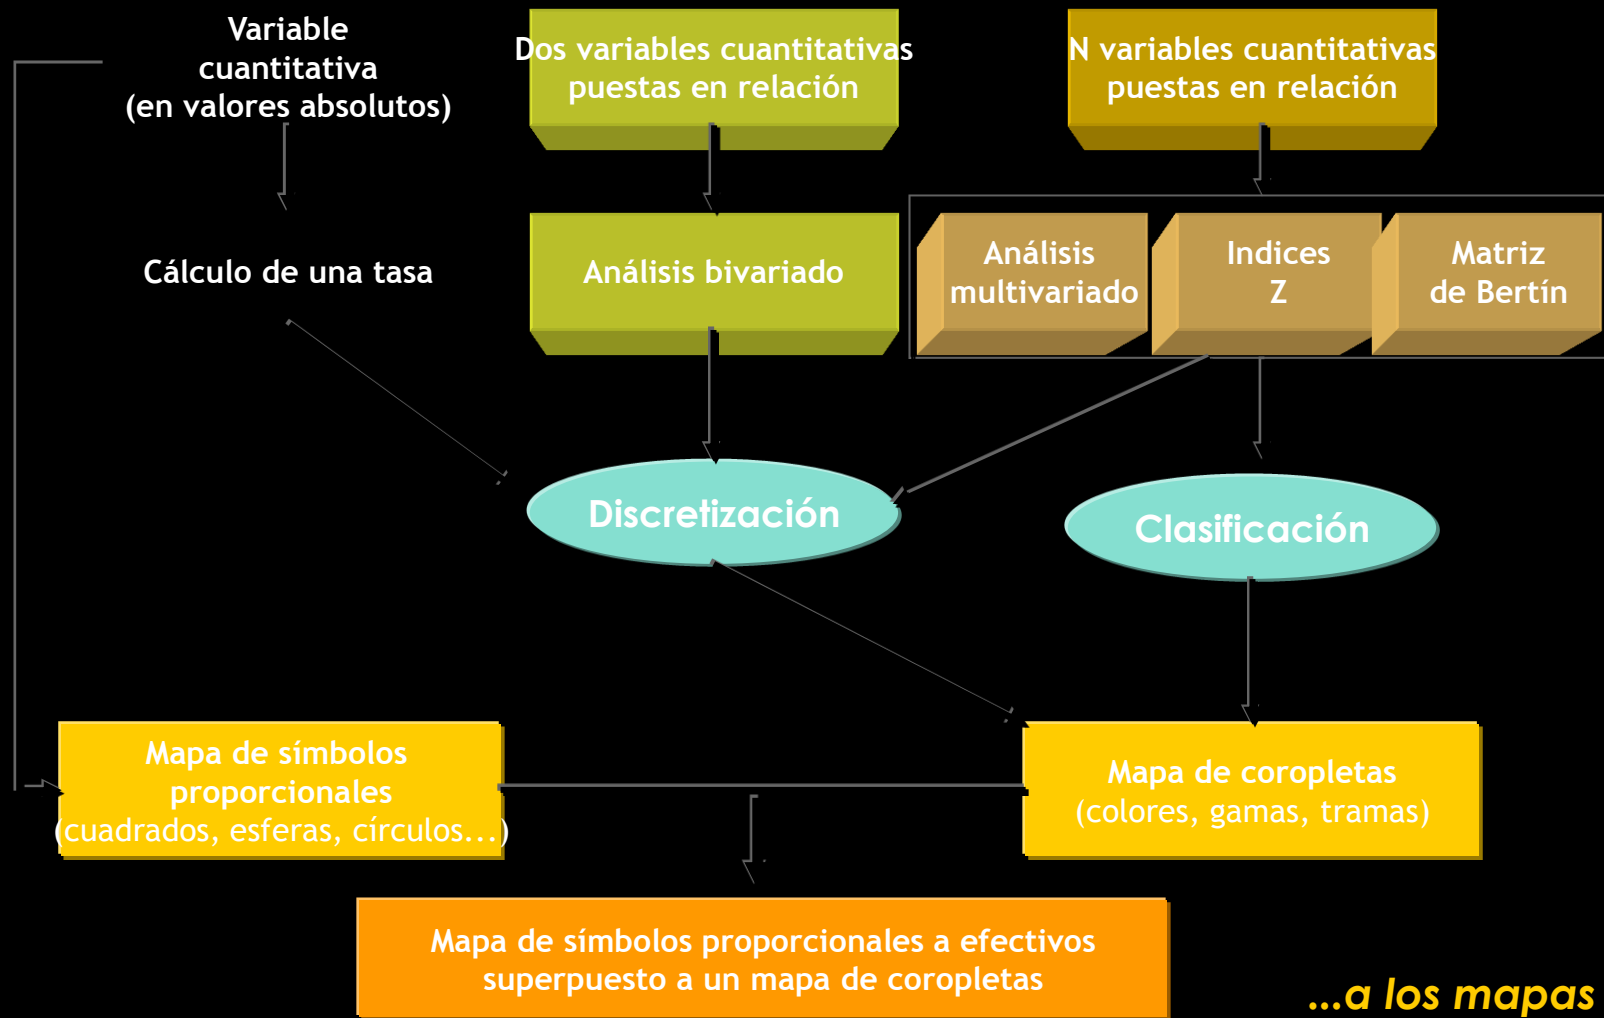 Variable
cuantitativa
(en valores absolutos)
Dos variables cuantitativas
puestas en relación
N variables cuantitativas
puestas en relación
Cálculo de una tasa
Análisis bivariado
Análisis
multivariado
Indices
Z
Matriz
de Bertín
Discretización
Clasificación
Mapa de símbolos
proporcionales
(cuadrados, esferas, círculos...)
Mapa de coropletas
(colores, gamas, tramas)
Mapa de símbolos proporcionales a efectivos
superpuesto a un mapa de coropletas
...a los mapas